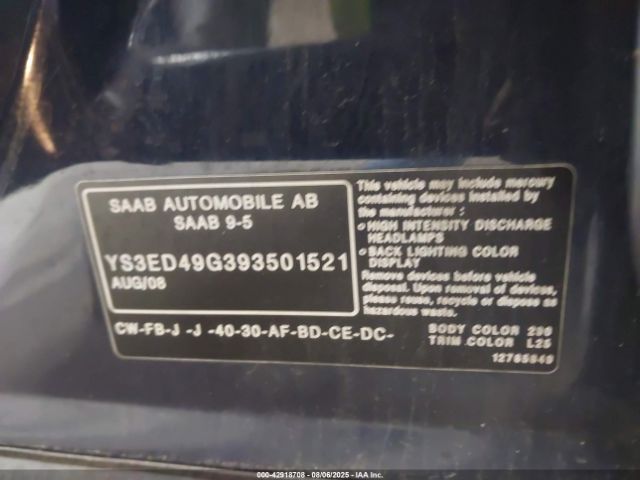 SAAB AUTOMOBILE AB
SAAB 9-5
YS3ED49G393501521
AUG/08
This vehicle may include mercury
containing devices installed by
the manufacturer :
HIGH INTENSITY DISCHARGE
HEADLAMPS
BACK LIGHTING COLOR
DISPLAY
Remove devices before vehicle
disposal. Upon removal of devices,
please reuse, recycle or dispose as
hazardous waste.
CW-FB-J -J -40-30-AF-BD-CE-DC-
BODY COLOR 296
TRIM COLOR L25
000-42918708 - 08/06/2025 - IAA Inc.